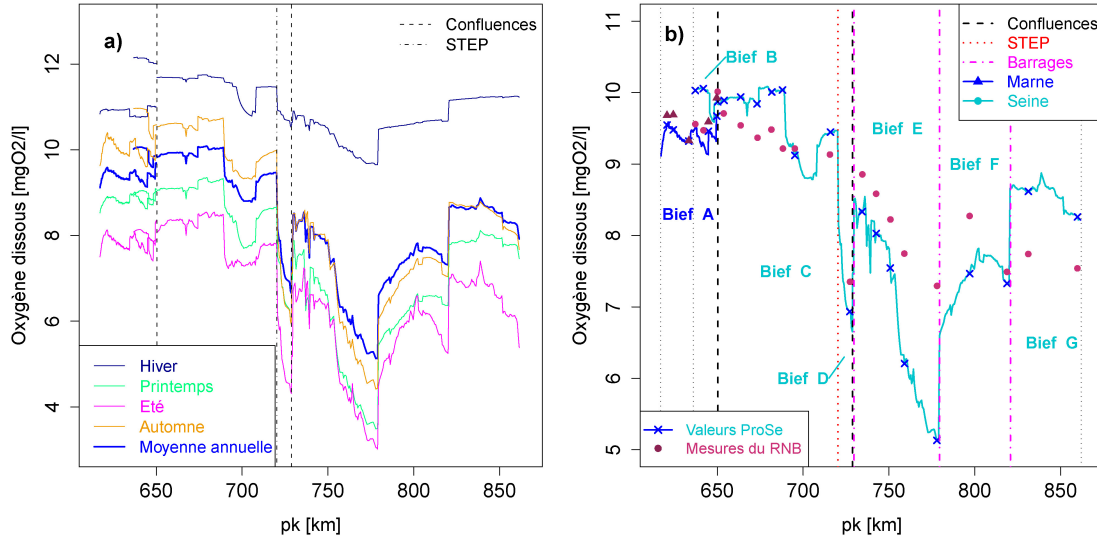 a)
Confluences
STEP
Oxygène dissous [mgO2/l]
12
10
8
6
4
Hiver
Printemps
Eté
Automne
Moyenne annuelle
650
700
750
800
850
pk [km]
b)
Confluences
STEP
Barrages
Marne
Seine
Oxygène dissous [mgO2/l]
11
10
9
8
7
6
5
Bief B
Bief E
Bief F
Bief A
Bief C
Bief G
Bief D
Valeurs ProSe
Mesures du RNB
650
700
750
800
850
pk [km]